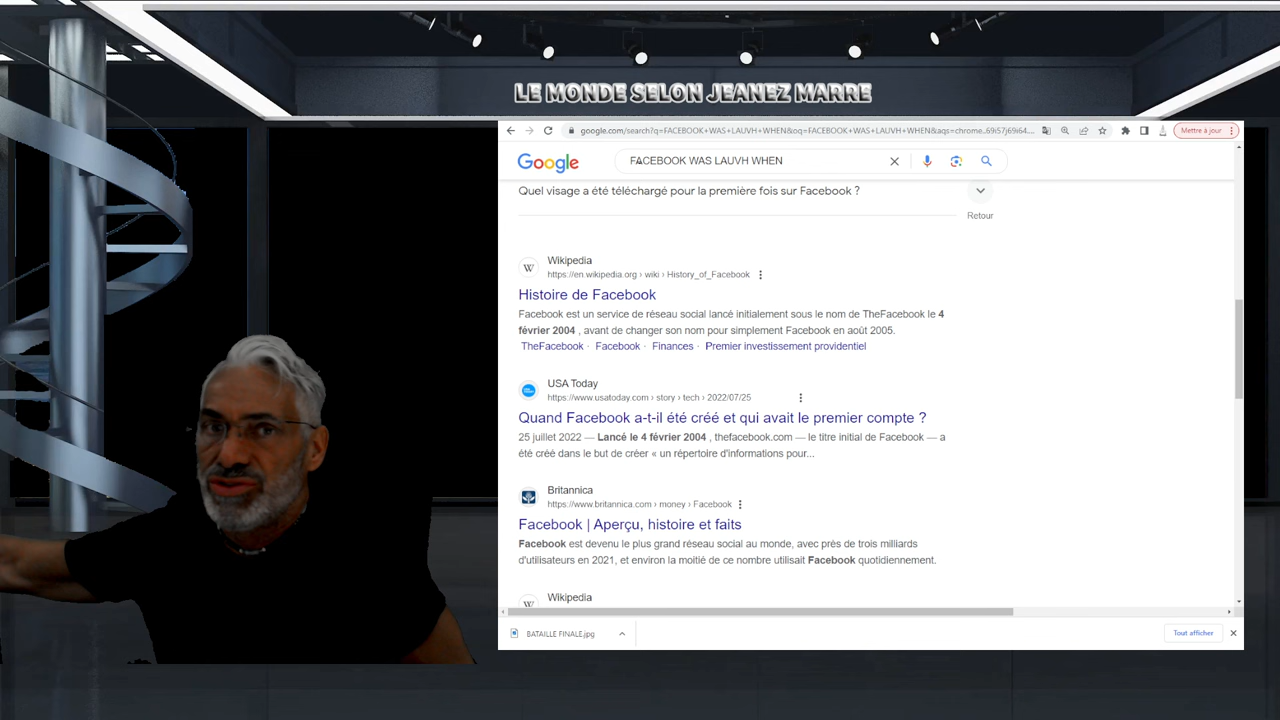 LE MONDE SELON JEANEZ MARRE
google.com/search?q=FACEBOOK+WAS+LAUVH+WHEN&oq=FACEBOOK+WAS+LAUVH+WHEN&aqs=chrome..69i57j69i64....
Mettre à jour
Google
FACEBOOK WAS LAUVH WHEN
Quel visage a été téléchargé pour la première fois sur Facebook ?
Retour
W
Wikipedia
https://en.wikipedia.org › wiki › History_of_Facebook
Histoire de Facebook
Facebook est un service de réseau social lancé initialement sous le nom de TheFacebook le 4
février 2004 , avant de changer son nom pour simplement Facebook en août 2005.
TheFacebook · Facebook · Finances · Premier investissement providentiel
USA Today
https://www.usatoday.com › story › tech › 2022/07/25
Quand Facebook a-t-il été créé et qui avait le premier compte ?
25 juillet 2022 — Lancé le 4 février 2004 , thefacebook.com — le titre initial de Facebook — a
été créé dans le but de créer « un répertoire d'informations pour...
Britannica
https://www.britannica.com › money › Facebook
Facebook | Aperçu, histoire et faits
Facebook est devenu le plus grand réseau social au monde, avec près de trois milliards
d'utilisateurs en 2021, et environ la moitié de ce nombre utilisait Facebook quotidiennement.
W
Wikipedia
BATAILLE FINALE.jpg
Tout afficher